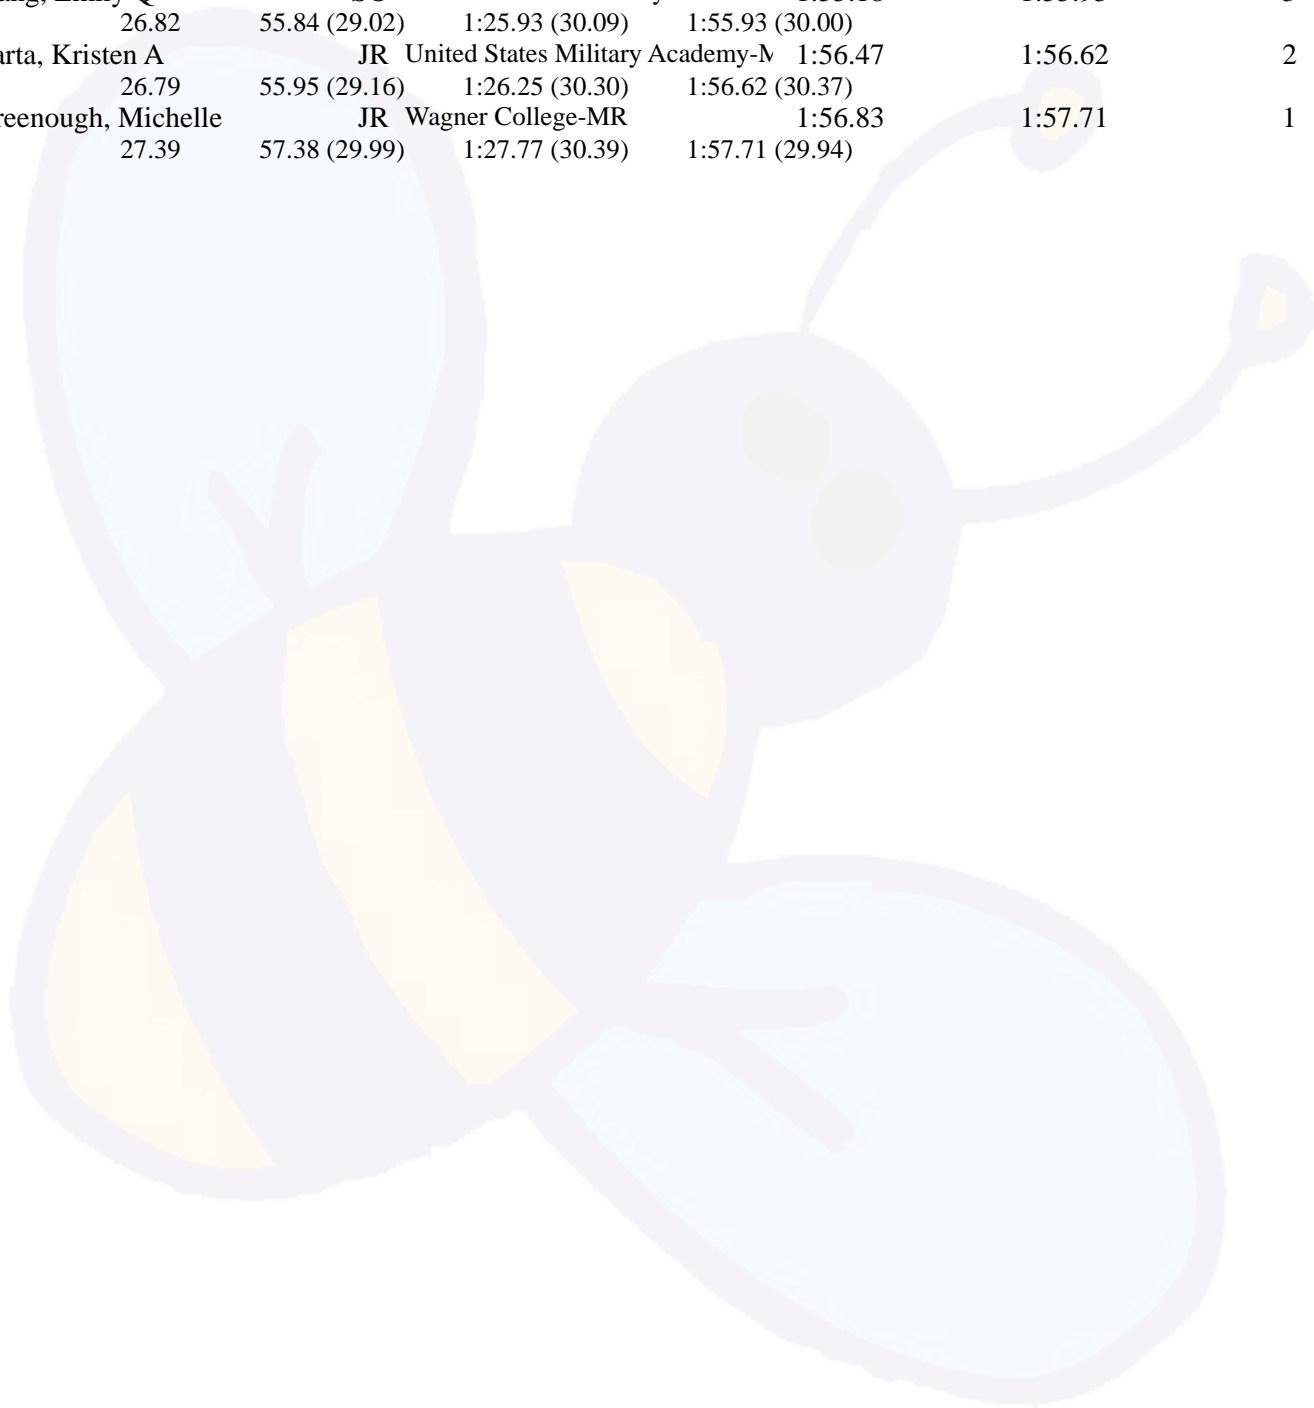 26.82 55.84 (29.02) 1:25.93 (30.09) 1:55.93 (30.00)
arta, Kristen A JR United States Military Academy-M 1:56.47 1:56.62 2
26.79 55.95 (29.16) 1:26.25 (30.30) 1:56.62 (30.37)
reenough, Michelle JR Wagner College-MR 1:56.83 1:57.71 1
27.39 57.38 (29.99) 1:27.77 (30.39) 1:57.71 (29.94)